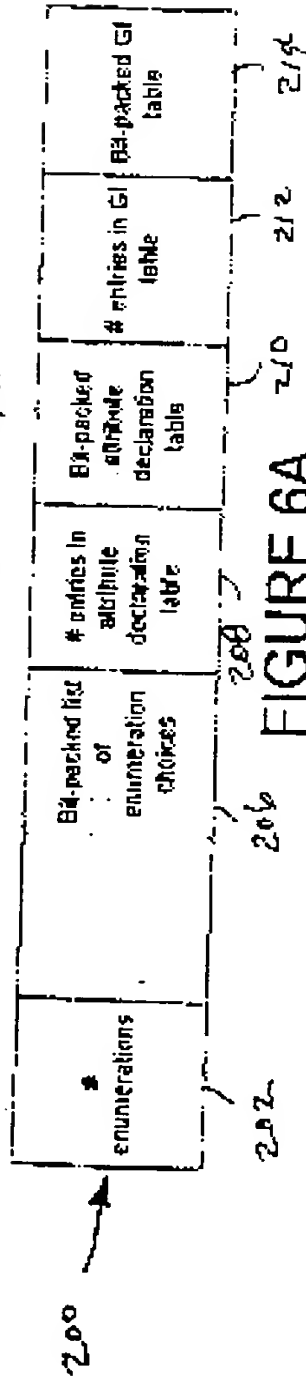 200
#
enumerations
Bit-packed list
of
enumeration
choices
# entries in
attribute
declaration
table
Bit-packed
attribute
declaration
table
# entries in GI
table
Bit-packed GI
table
202
206
208
210
212
214
FIGURE 6A